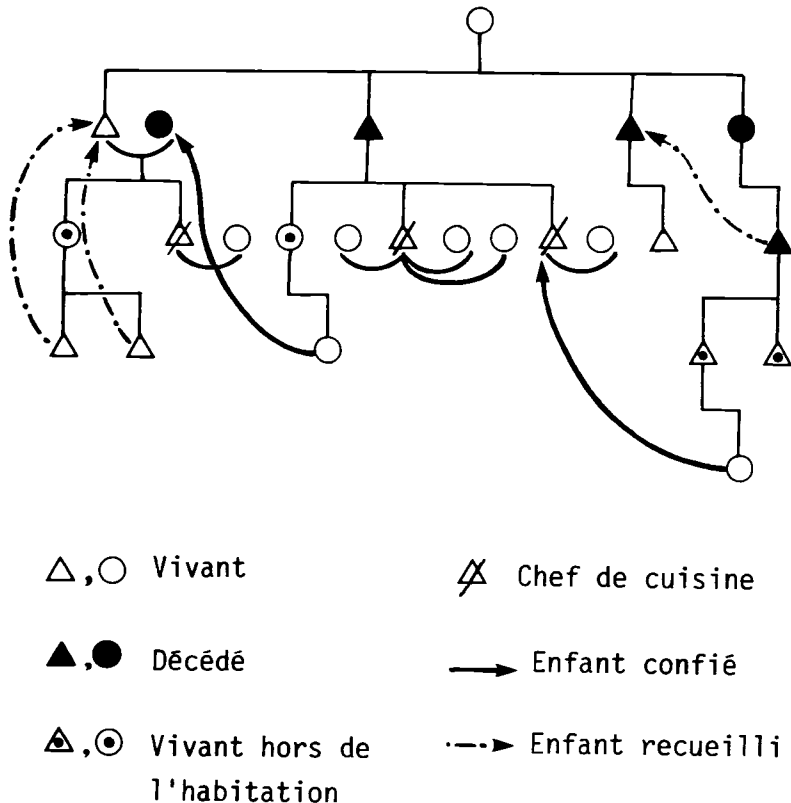 , Vivant
Chef de cuisine
, Décédé
Enfant confié
, Vivant hors de
l'habitation
Enfant recueilli